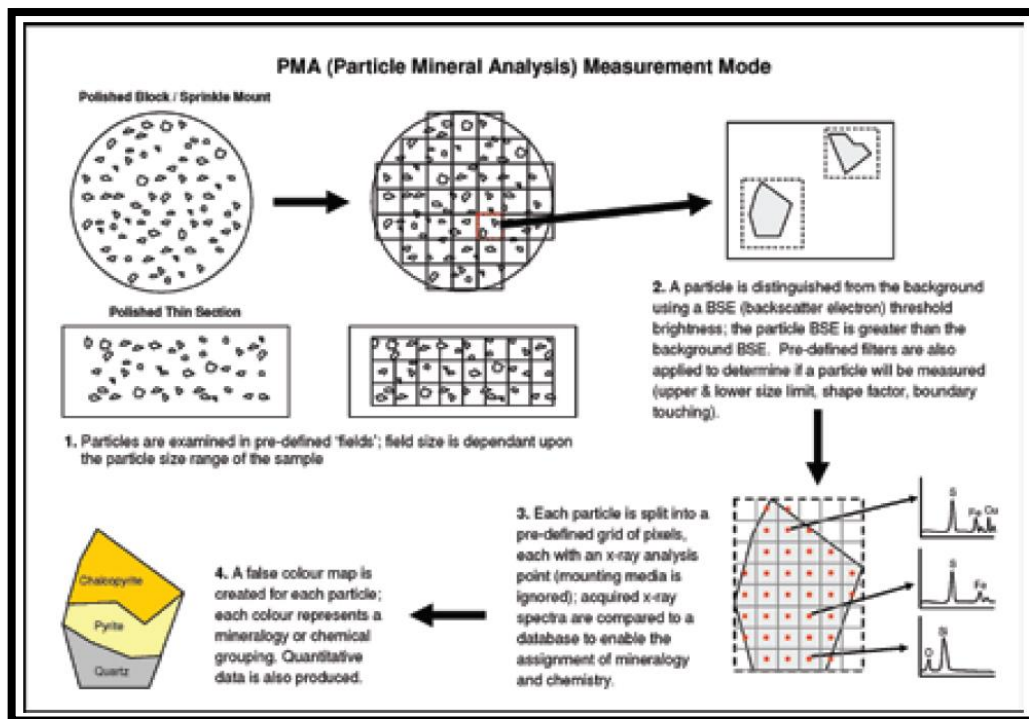 PMA (Particle Mineral Analysis) Measurement Mode
Polished Block / Sprinkle Mount
Polished Thin Section
1. Particles are examined in pre-defined 'fields'; field size is dependant upon
the particle size range of the sample
2. A particle is distinguished from the background
using a BSE (backscatter electron) threshold
brightness; the particle BSE is greater than the
background BSE. Pre-defined filters are also
applied to determine if a particle will be measured
(upper & lower size limit, shape factor, boundary
touching).
3. Each particle is split into a
pre-defined grid of pixels,
each with an x-ray analysis
point (mounting media is
ignored); acquired x-ray
spectra are compared to a
database to enable the
assignment of mineralogy
and chemistry.
S
Fe
Cu
S
Fe
O
Si
4. A false colour map is
created for each particle;
each colour represents a
mineralogy or chemical
grouping. Quantitative
data is also produced.
Chalcopyrite
Pyrite
Quartz